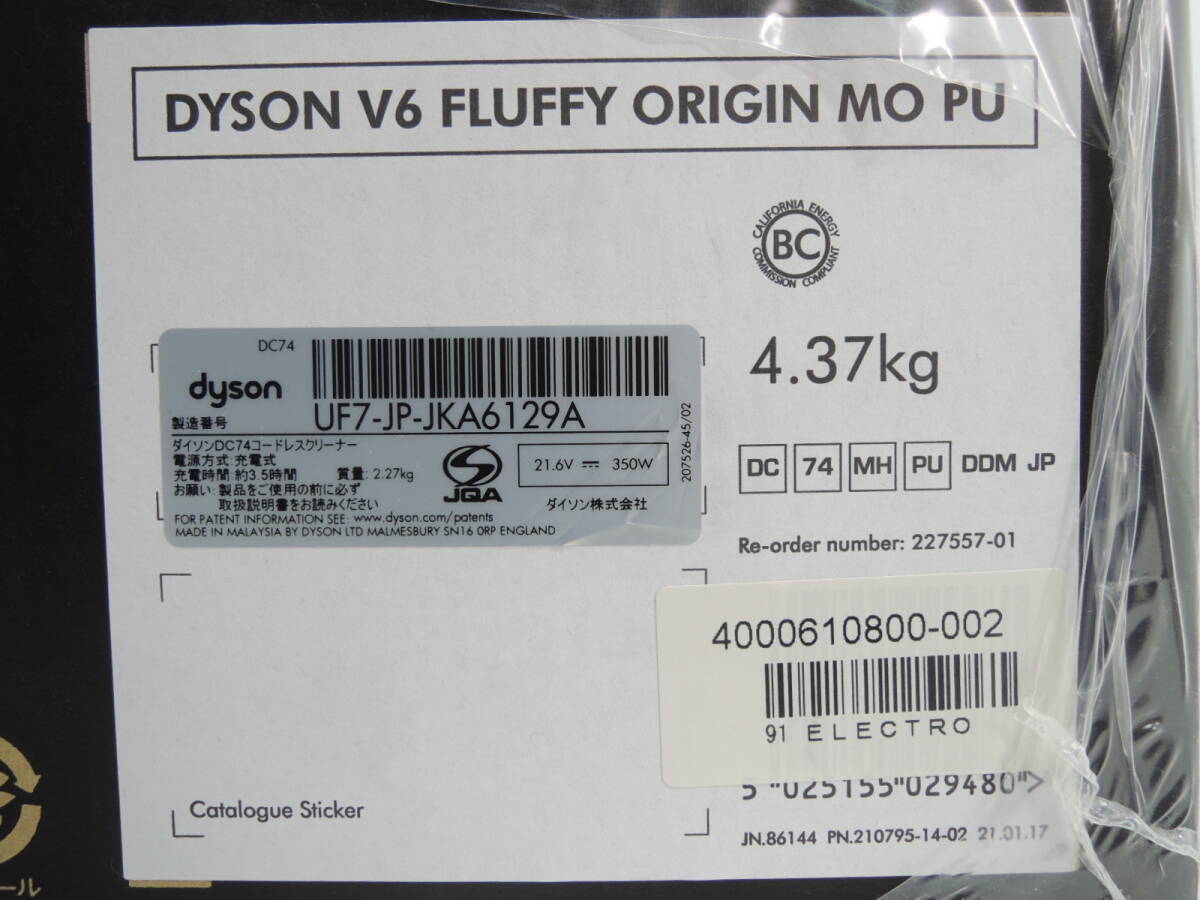 DYSON V6 FLUFFY ORIGIN MO PU
CALIFORNIA ENERGY
BC
COMMISSION COMPLIANT
4.37kg
DC74
dyson
製造番号
UF7-JP-JKA6129A
ダイソンDC74コードレスクリーナー
電源方式:充電式
充電時間:約3.5時間 質量: 2.27kg
お願い:製品をご使用の前に必ず
取扱説明書をお読みください
JQA
21.6V ⎓ 350W
ダイソン株式会社
207526-45/02
FOR PATENT INFORMATION SEE: www.dyson.com/patents
MADE IN MALAYSIA BY DYSON LTD MALMESBURY SN16 0RP ENGLAND
DC 74 MH PU DDM JP
Re-order number: 227557-01
4000610800-002
91 ELECTRO
5 "025155"029480">
Catalogue Sticker
JN.86144 PN.210795-14-02 21.01.17
ール